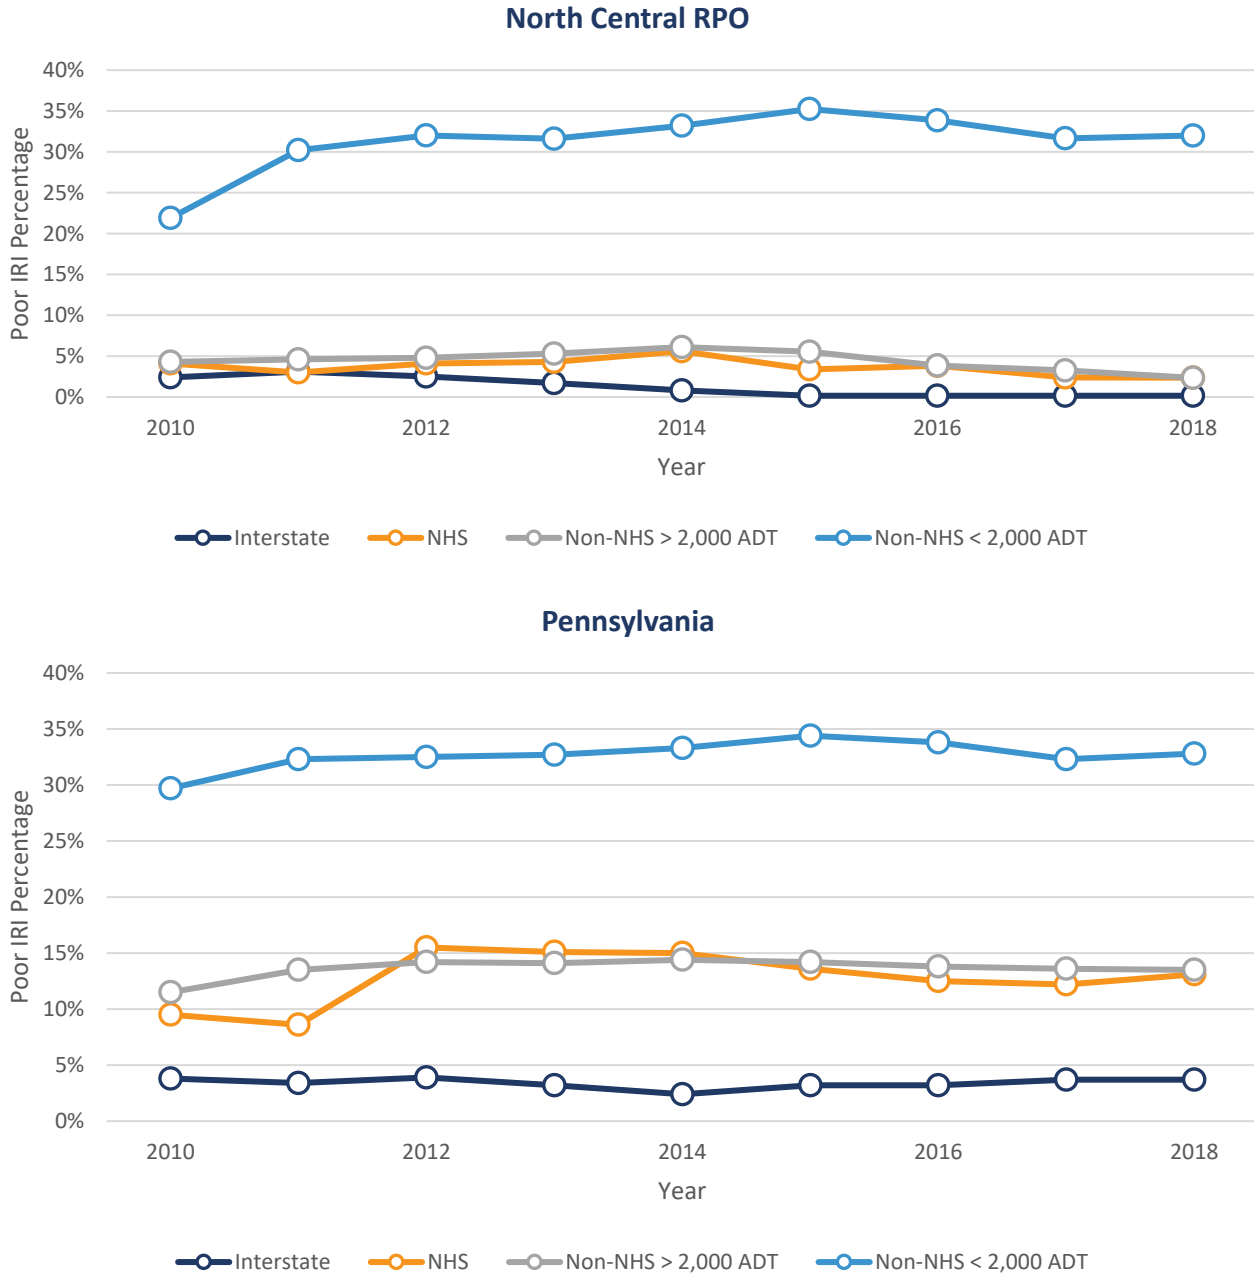 North Central RPO
40%
35%
30%
25%
20%
15%
10%
5%
0%
Poor IRI Percentage
2010 2012 2014 2016 2018
Year
Interstate NHS Non-NHS > 2,000 ADT Non-NHS < 2,000 ADT
Pennsylvania
40%
35%
30%
25%
20%
15%
10%
5%
0%
Poor IRI Percentage
2010 2012 2014 2016 2018
Year
Interstate NHS Non-NHS > 2,000 ADT Non-NHS < 2,000 ADT